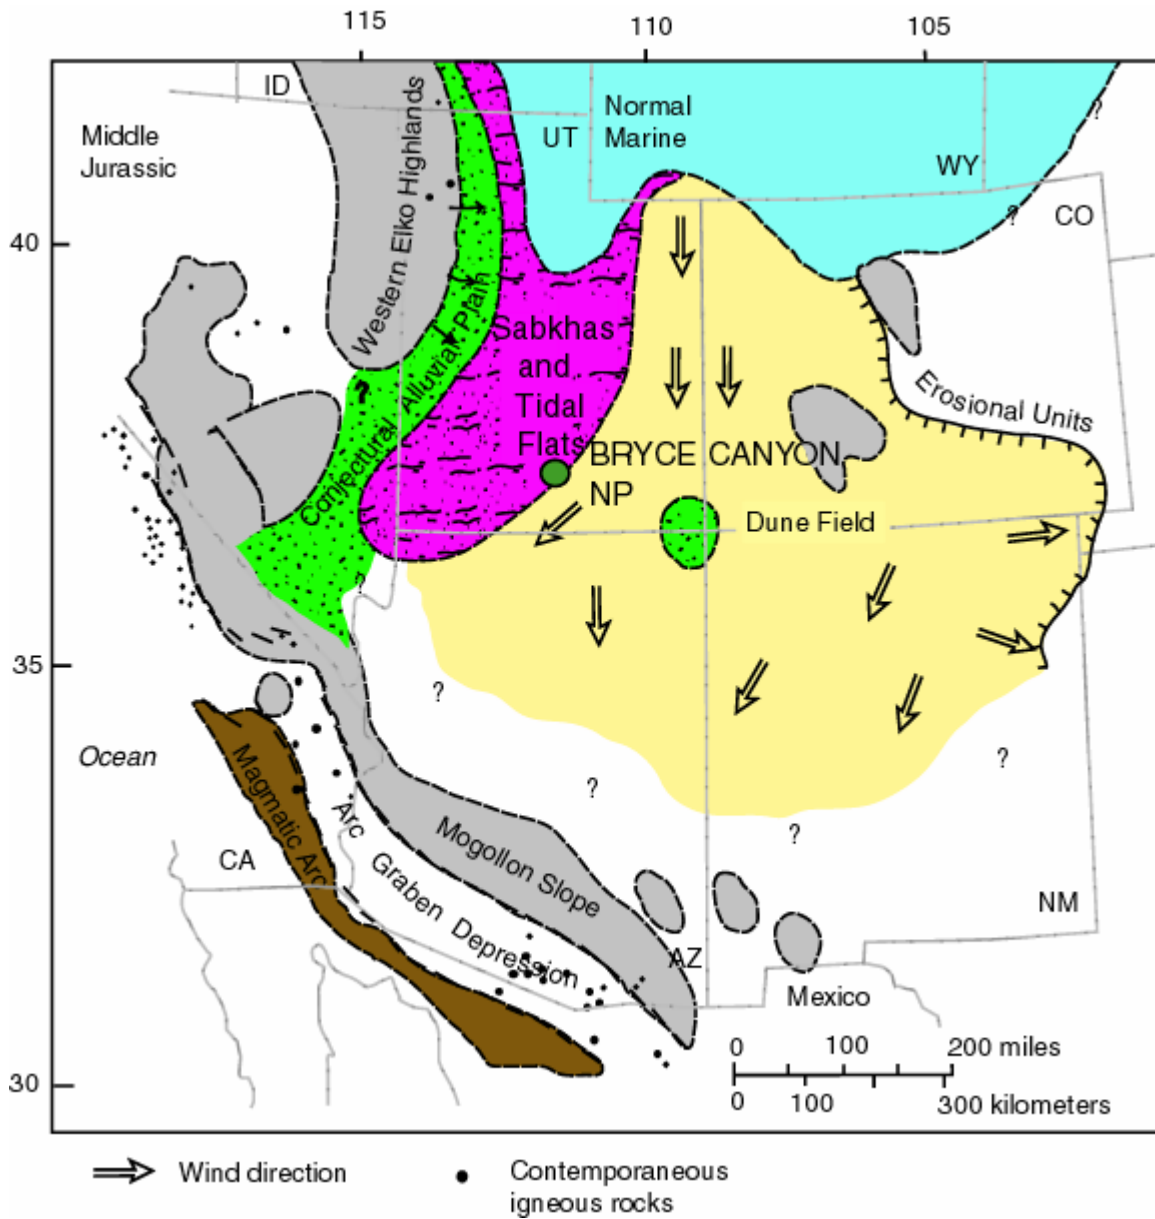 115
110
105
ID
Normal
Marine
UT
WY
?
Middle
Jurassic
Western Elko Highlands
?
CO
40
Sabkhas
and
Tidal
Flats
Conjectural Alluvial Plain
?
Erosional Units
BRYCE CANYON
NP
Dune Field
?
35
?
?
?
?
Ocean
Magmatic Arc
Arc Graben Depression
Mogollon Slope
CA
AZ
NM
Mexico
30
0 100 200 miles
0 100 300 kilometers
Wind direction
Contemporaneous
igneous rocks